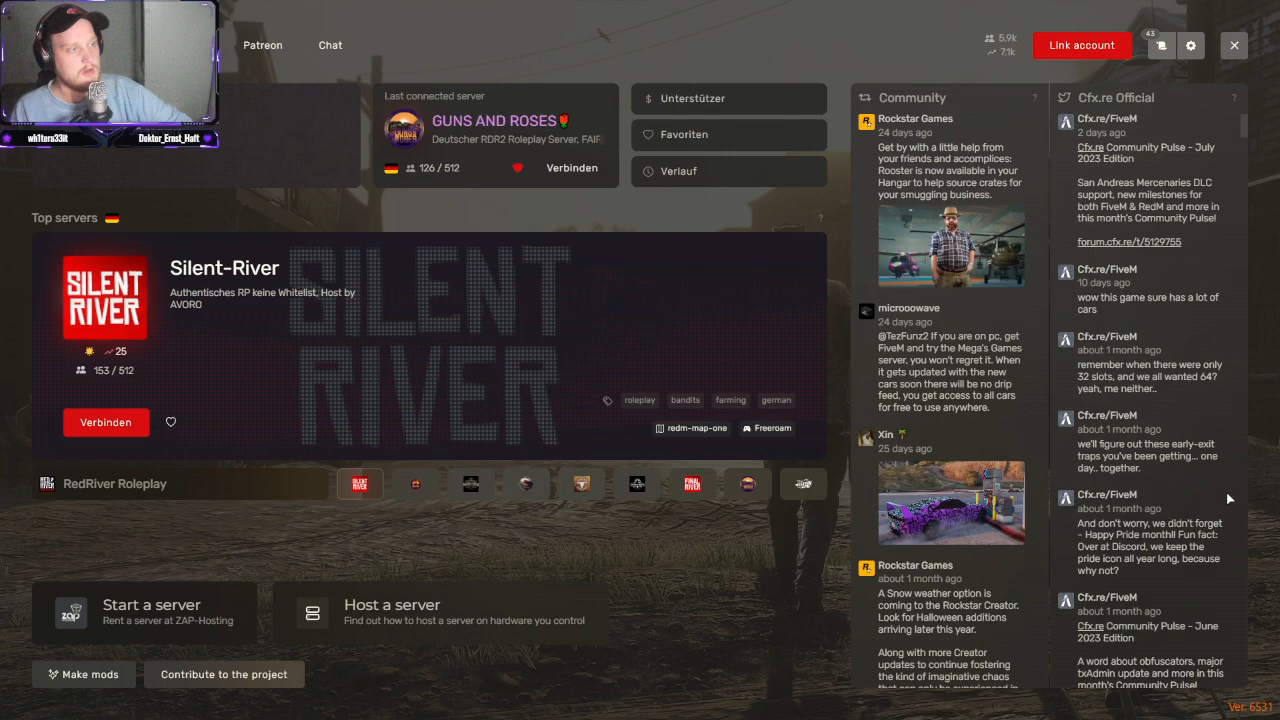 wh1tera33it
Doktor_Ernst_Haft
Patreon
Chat
5.9k
7.1k
Link account
43
Last connected server
GUNS AND ROSES🌹
Deutscher RDR2 Roleplay Server, FAIR
126 / 512
Verbinden
$ Unterstützer
Favoriten
Verlauf
Top servers
?
SILENT
RIVER
SILENT
RIVER
Silent-River
Authentisches RP keine Whitelist, Host by
AVORO
25
153 / 512
Verbinden
roleplay
bandits
farming
german
redm-map-one
Freeroam
RedRiver Roleplay
SILENT
RIVER
FINAL
RIVER
zap
Start a server
Rent a server at ZAP-Hosting
Host a server
Find out how to host a server on hardware you control
Make mods
Contribute to the project
Community
?
Rockstar Games
24 days ago
Get by with a little help from
your friends and accomplices:
Rooster is now available in your
Hangar to help source crates for
your smuggling business.
microoowave
24 days ago
@TezFunz2 If you are on pc, get
FiveM and try the Mega's Games
server, you won't regret it. When
it gets updated with the new
cars soon there will be no drip
feed, you get access to all cars
for free to use anywhere.
Xin 🌴
25 days ago
Rockstar Games
about 1 month ago
A Snow weather option is
coming to the Rockstar Creator.
Look for Halloween additions
arriving later this year.
Along with more Creator
updates to continue fostering
the kind of imaginative chaos
that can only be experienced in
Cfx.re Official
?
Cfx.re/FiveM
2 days ago
Cfx.re Community Pulse - July
2023 Edition
San Andreas Mercenaries DLC
support, new milestones for
both FiveM & RedM and more in
this month's Community Pulse!
forum.cfx.re/t/5129755
Cfx.re/FiveM
10 days ago
wow this game sure has a lot of
cars
Cfx.re/FiveM
about 1 month ago
remember when there were only
32 slots, and we all wanted 64?
yeah, me neither..
Cfx.re/FiveM
about 1 month ago
we'll figure out these early-exit
traps you've been getting... one
day.. together.
Cfx.re/FiveM
about 1 month ago
And don't worry, we didn't forget
- Happy Pride month!! Fun fact:
Over at Discord, we keep the
pride icon all year long, because
why not?
Cfx.re/FiveM
about 1 month ago
Cfx.re Community Pulse - June
2023 Edition
A word about obfuscators, major
txAdmin update and more in this
month's Community Pulse!
Ver. 6531